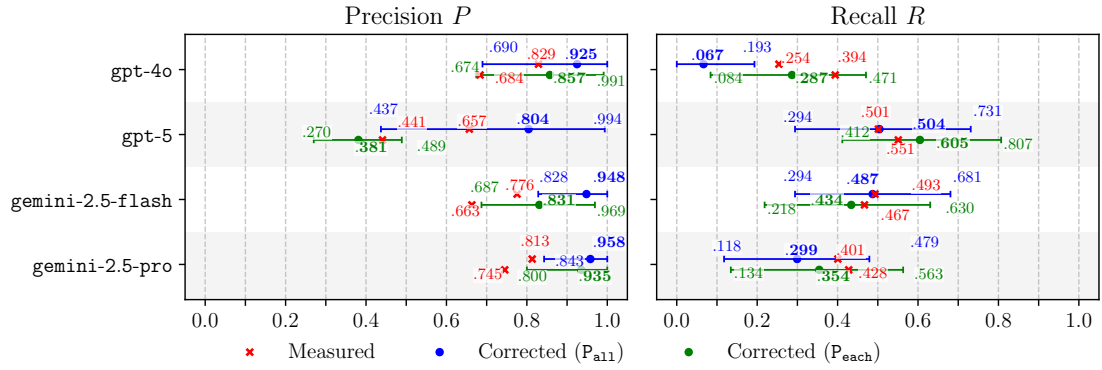 Precision P Recall R
gpt-4o
.690 .829 .925
.674 .684 .857 .991
.067 .193 .254 .394
.084 .287 .471
gpt-5
.437 .441 .657 .804 .994
.270 .381 .489
.294 .501 .504 .731
.412 .551 .605 .807
gemini-2.5-flash
.687 .776 .828 .948
.663 .831 .969
.294 .487 .493 .681
.218 .434 .467 .630
gemini-2.5-pro
.813 .843 .958
.745 .800 .935
.118 .299 .401 .479
.134 .354 .428 .563
0.0 0.2 0.4 0.6 0.8 1.0 0.0 0.2 0.4 0.6 0.8 1.0
Measured Corrected (P_all) Corrected (P_each)